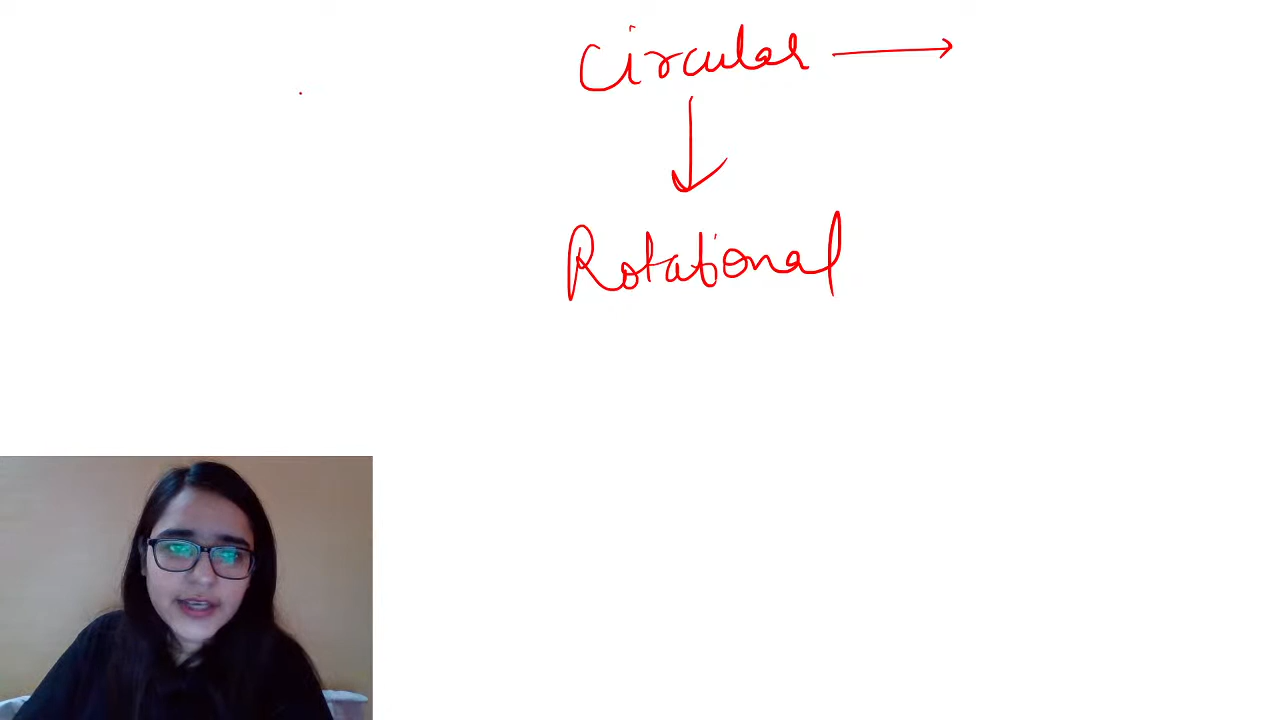 Circular →
Rotational